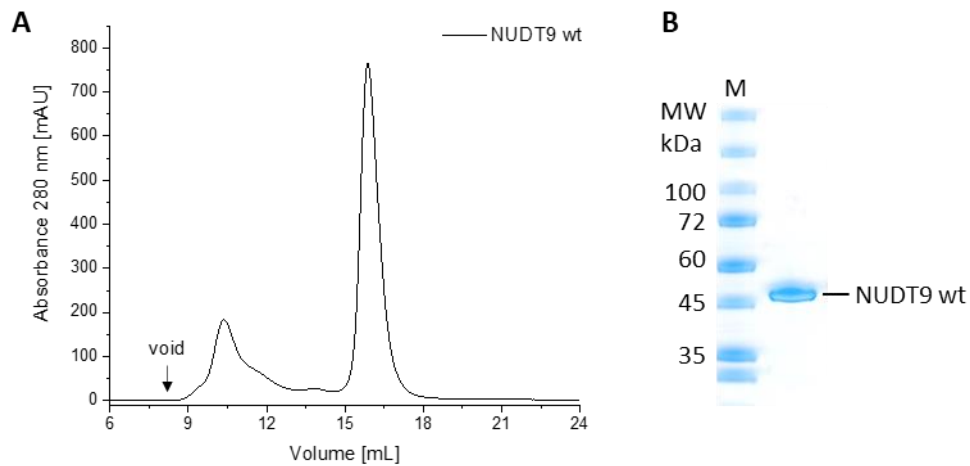 A
NUDT9 wt
Absorbance 280 nm [mAU]
800
700
600
500
400
300
200
100
0
void
6
9
12
15
18
21
24
Volume [mL]
B
M
MW
kDa
100
72
60
45
35
NUDT9 wt